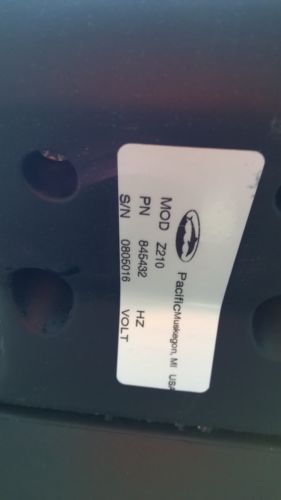 Pacific Muskegon, MI USA
MOD Z210
PN 845432 HZ
S/N 0805016 VOLT